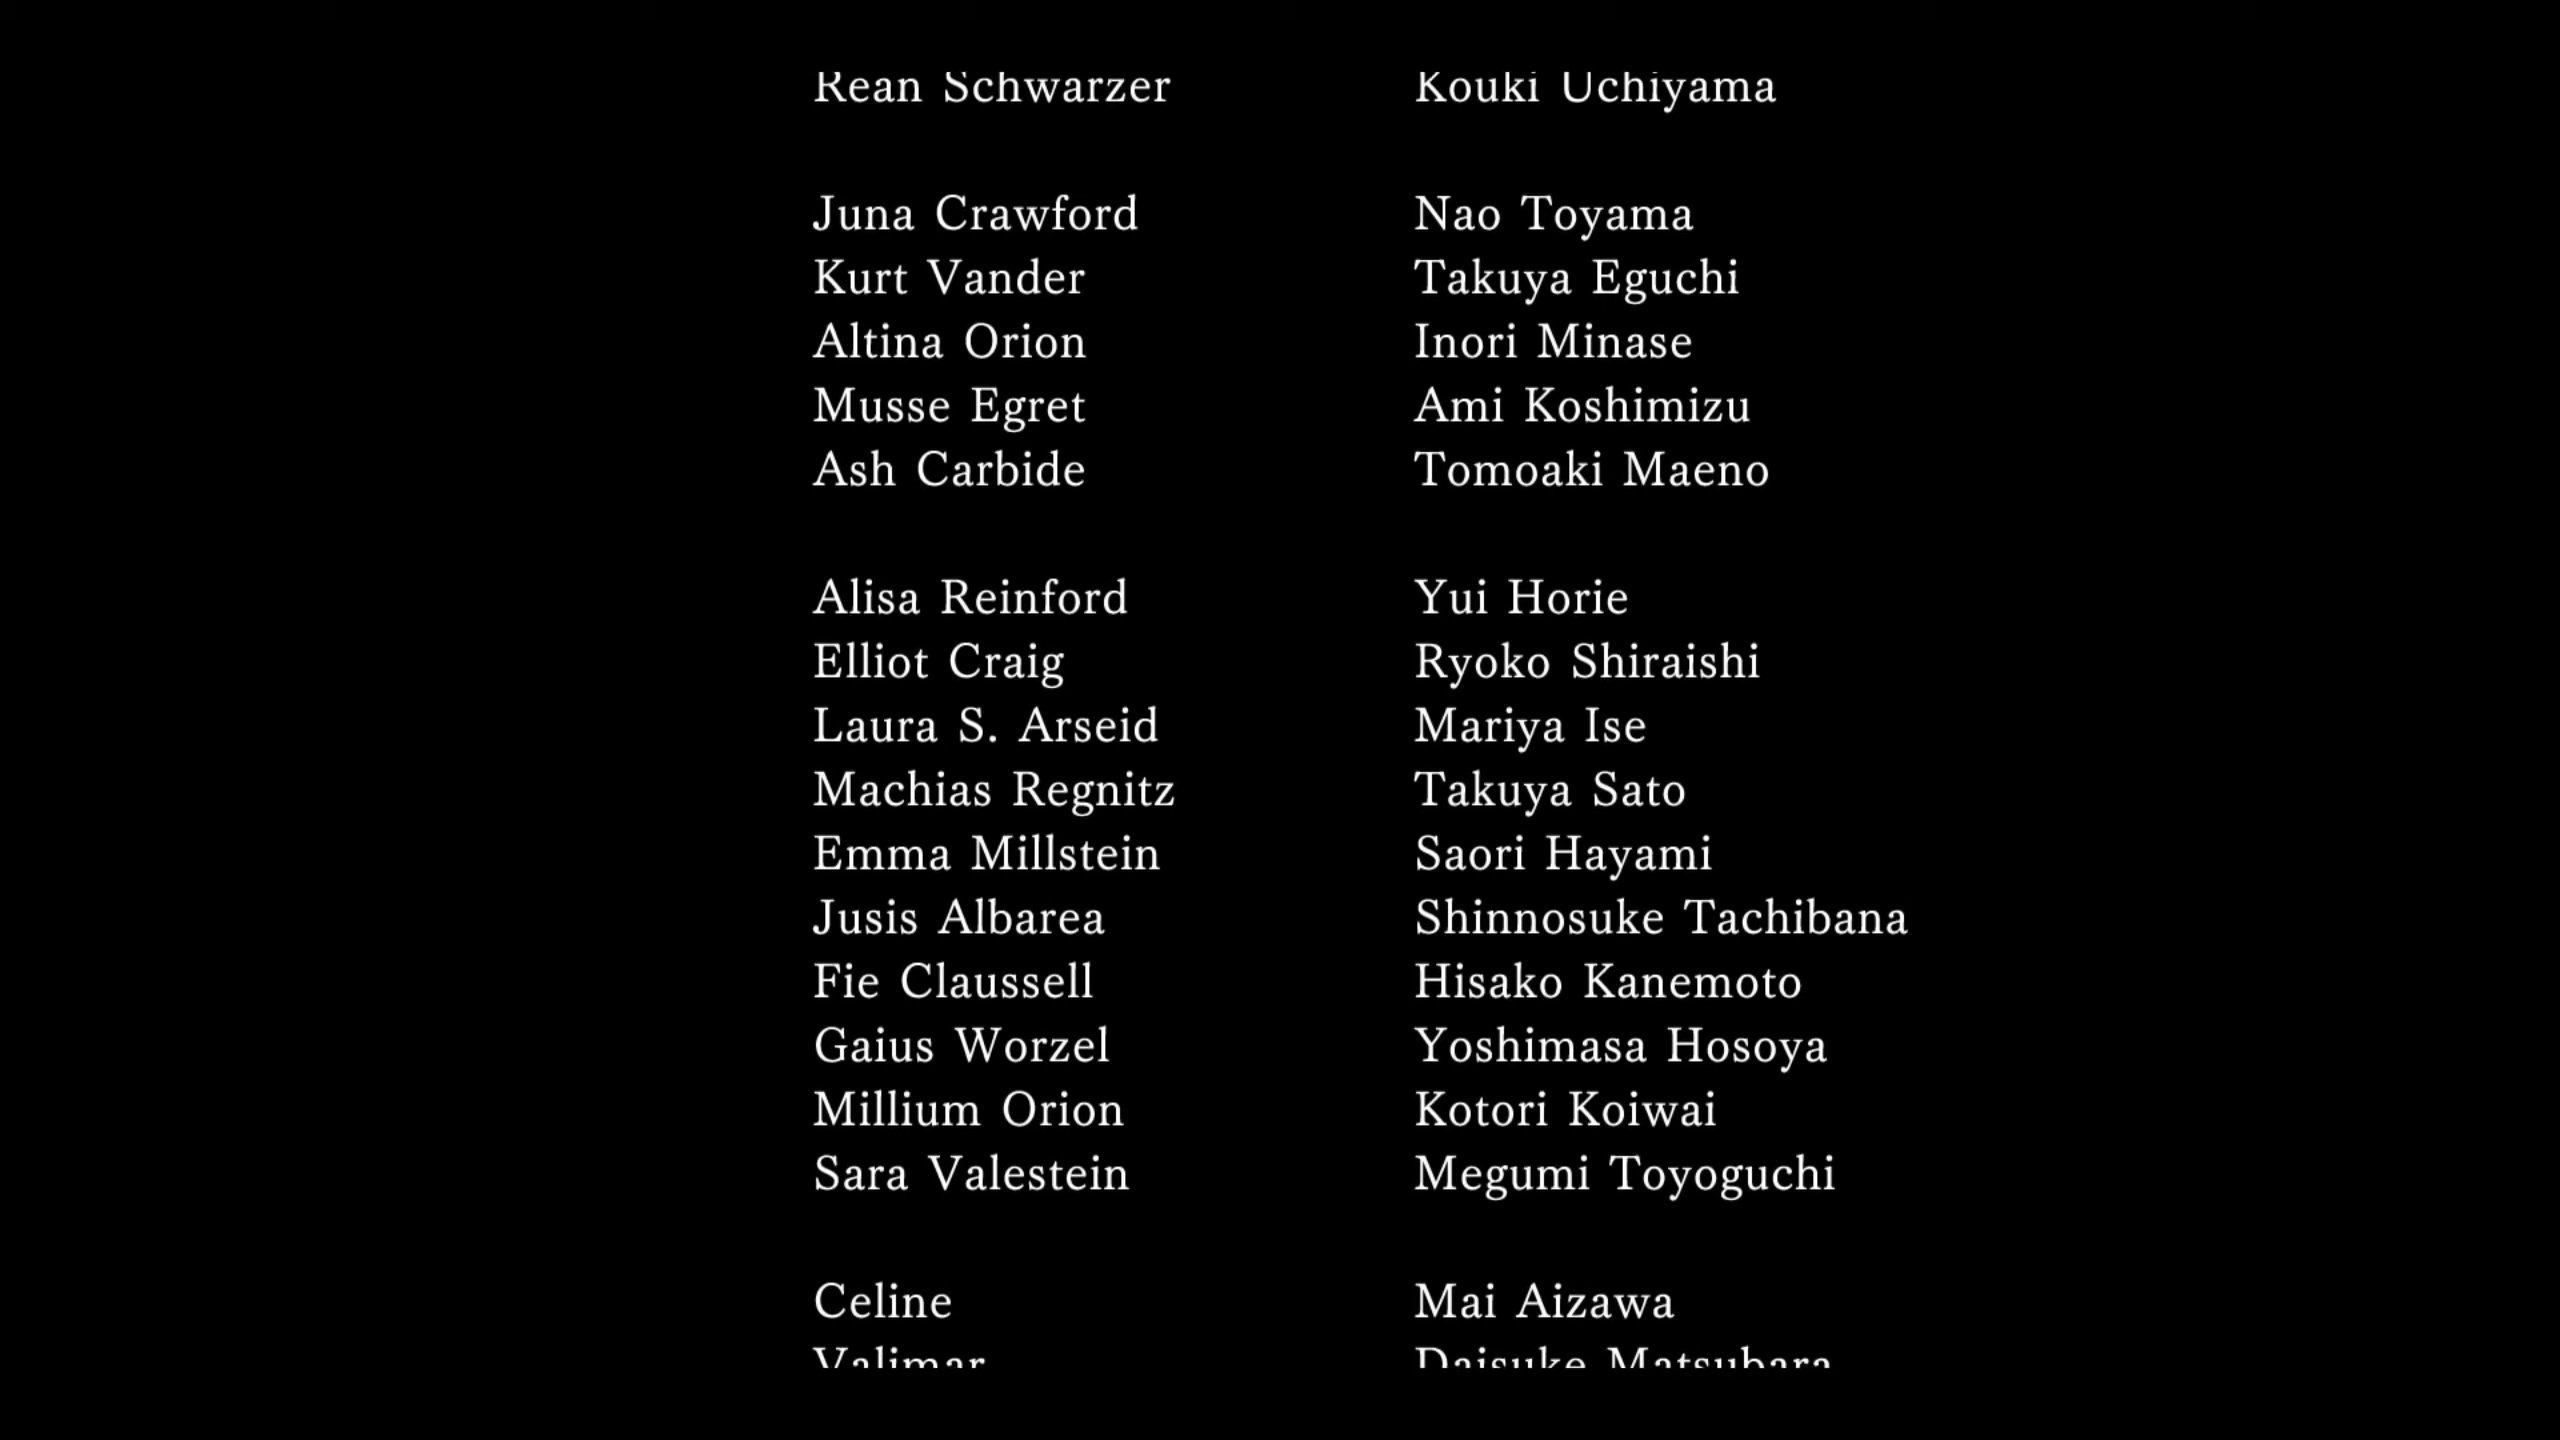 Rean Schwarzer Kouki Uchiyama
Juna Crawford Nao Toyama
Kurt Vander Takuya Eguchi
Altina Orion Inori Minase
Musse Egret Ami Koshimizu
Ash Carbide Tomoaki Maeno
Alisa Reinford Yui Horie
Elliot Craig Ryoko Shiraishi
Laura S. Arseid Mariya Ise
Machias Regnitz Takuya Sato
Emma Millstein Saori Hayami
Jusis Albarea Shinnosuke Tachibana
Fie Claussell Hisako Kanemoto
Gaius Worzel Yoshimasa Hosoya
Millium Orion Kotori Koiwai
Sara Valestein Megumi Toyoguchi
Celine Mai Aizawa
Valimar Daisuke Matsubara